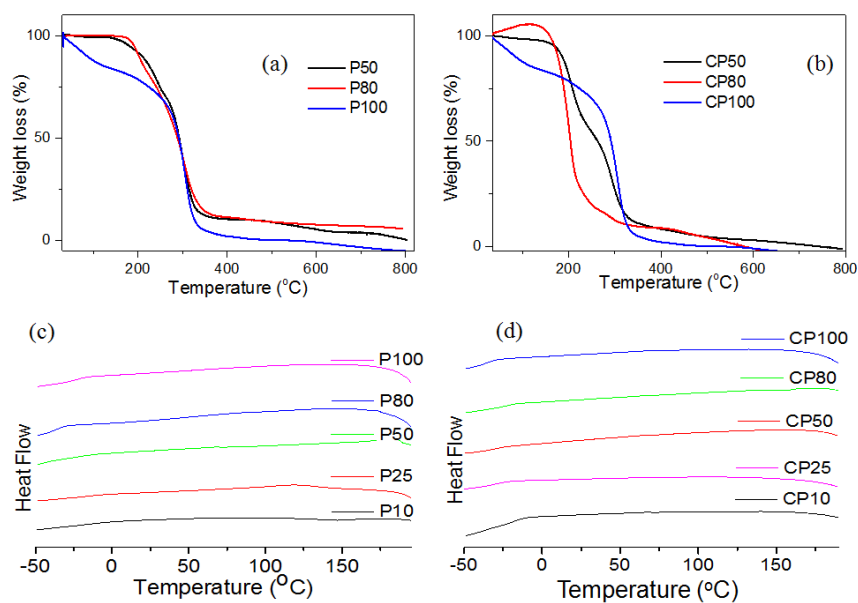 (a)
P50
P80
P100
100
50
0
Weight loss (%)
200
400
600
800
Temperature (°C)
(b)
CP50
CP80
CP100
100
50
0
Weight loss (%)
200
400
600
800
Temperature (°C)
(c)
P100
P80
P50
P25
P10
Heat Flow
-50
0
50
100
150
Temperature (°C)
(d)
CP100
CP80
CP50
CP25
CP10
Heat Flow
-50
0
50
100
150
Temperature (°C)